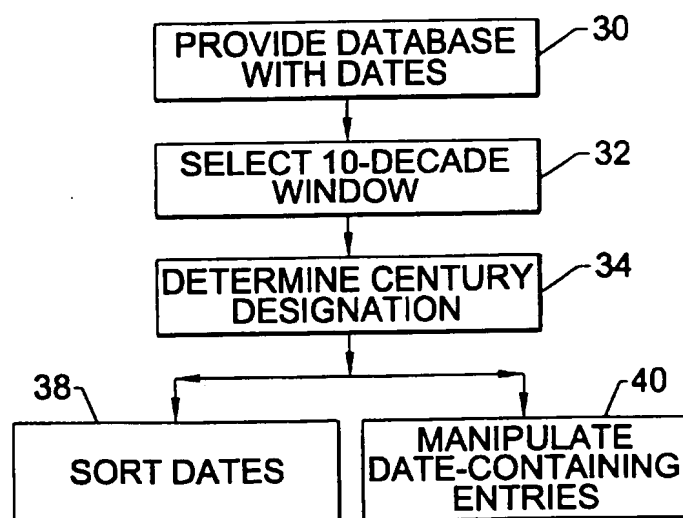 PROVIDE DATABASE
WITH DATES
30
SELECT 10-DECADE
WINDOW
32
DETERMINE CENTURY
DESIGNATION
34
38
SORT DATES
40
MANIPULATE
DATE-CONTAINING
ENTRIES